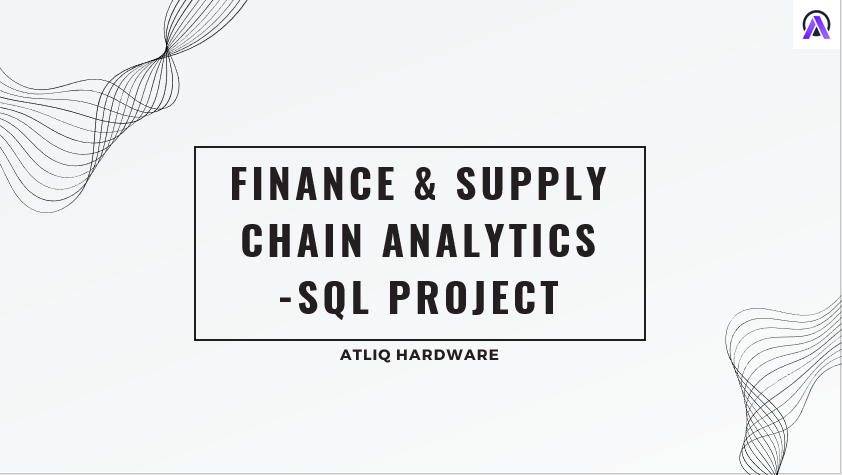 FINANCE & SUPPLY
CHAIN ANALYTICS
-SQL PROJECT
ATLIQ HARDWARE